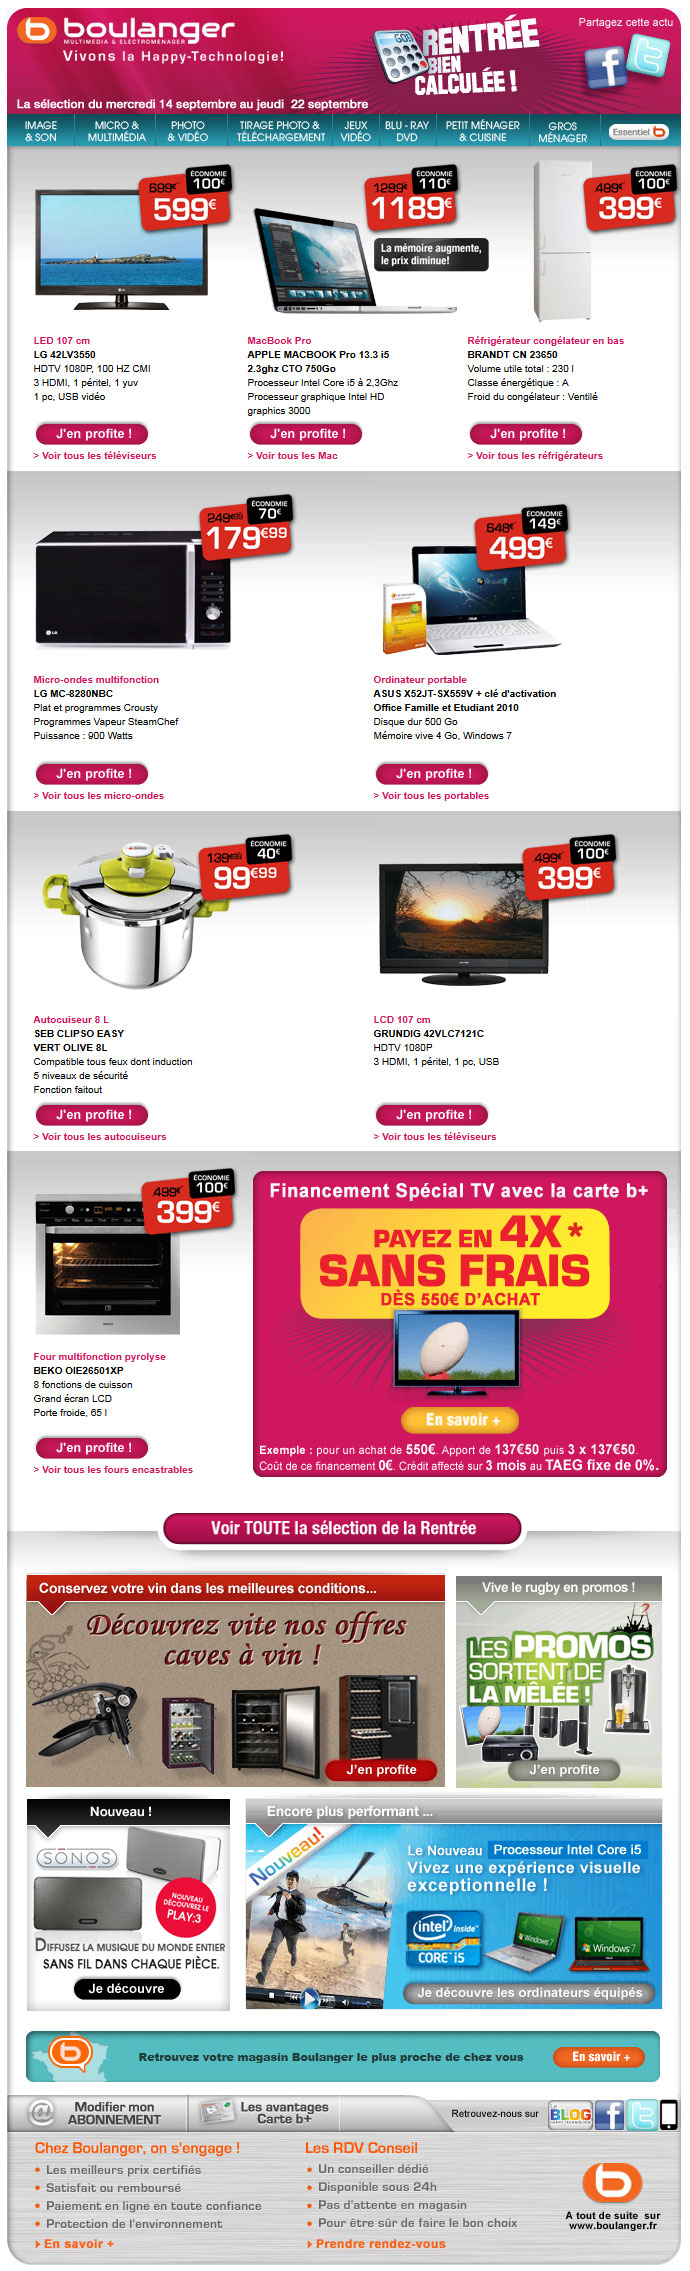 boulanger
MULTIMEDIA & ELECTROMENAGER
Vivons la Happy-Technologie!
RENTRÉE
BIEN
CALCULÉE !
Partagez cette actu
La sélection du mercredi 14 septembre au jeudi 22 septembre
IMAGE & SON
MICRO & MULTIMÉDIA
PHOTO & VIDÉO
TIRAGE PHOTO & TÉLÉCHARGEMENT
JEUX VIDÉO
BLU - RAY DVD
PETIT MÉNAGER & CUISINE
GROS MÉNAGER
Essentiel b
699€
ÉCONOMIE
100€
599€
LED 107 cm
LG 42LV3550
HDTV 1080P, 100 HZ CMI
3 HDMI, 1 péritel, 1 yuv
1 pc, USB vidéo
J'en profite !
> Voir tous les téléviseurs
1299€
ÉCONOMIE
110€
1189€
La mémoire augmente,
le prix diminue!
MacBook Pro
APPLE MACBOOK Pro 13.3 i5
2.3ghz CTO 750Go
Processeur Intel Core i5 à 2,3Ghz
Processeur graphique Intel HD
graphics 3000
J'en profite !
> Voir tous les Mac
499€
ÉCONOMIE
100€
399€
Réfrigérateur congélateur en bas
BRANDT CN 23650
Volume utile total : 230 l
Classe énergétique : A
Froid du congélateur : Ventilé
J'en profite !
> Voir tous les réfrigérateurs
249€99
ÉCONOMIE
70€
179€99
LG
Micro-ondes multifonction
LG MC-8280NBC
Plat et programmes Crousty
Programmes Vapeur SteamChef
Puissance : 900 Watts
J'en profite !
> Voir tous les micro-ondes
648€
ÉCONOMIE
149€
499€
Ordinateur portable
ASUS X52JT-SX559V + clé d'activation
Office Famille et Etudiant 2010
Disque dur 500 Go
Mémoire vive 4 Go, Windows 7
J'en profite !
> Voir tous les portables
139€99
ÉCONOMIE
40€
99€99
Autocuiseur 8 L
SEB CLIPSO EASY
VERT OLIVE 8L
Compatible tous feux dont induction
5 niveaux de sécurité
Fonction faitout
J'en profite !
> Voir tous les autocuiseurs
499€
ÉCONOMIE
100€
399€
LCD 107 cm
GRUNDIG 42VLC7121C
HDTV 1080P
3 HDMI, 1 péritel, 1 pc, USB
J'en profite !
> Voir tous les téléviseurs
499€
ÉCONOMIE
100€
399€
Four multifonction pyrolyse
BEKO OIE26501XP
8 fonctions de cuisson
Grand écran LCD
Porte froide, 65 l
J'en profite !
> Voir tous les fours encastrables
Financement Spécial TV avec la carte b+
PAYEZ EN 4X*
SANS FRAIS
DÈS 550€ D'ACHAT
En savoir +
Exemple : pour un achat de 550€. Apport de 137€50 puis 3 x 137€50.
Coût de ce financement 0€. Crédit affecté sur 3 mois au TAEG fixe de 0%.
Voir TOUTE la sélection de la Rentrée
Conservez votre vin dans les meilleures conditions...
Découvrez vite nos offres
caves à vin !
J'en profite
Vive le rugby en promos !
LES PROMOS
SORTENT DE
LA MÊLÉE !
J'en profite
Nouveau !
SONOS
NOUVEAU
DÉCOUVREZ LE
PLAY:3
DIFFUSEZ LA MUSIQUE DU MONDE ENTIER
SANS FIL DANS CHAQUE PIÈCE.
Je découvre
Encore plus performant ...
Nouveau!
Le Nouveau Processeur Intel Core i5
Vivez une expérience visuelle
exceptionnelle !
intel inside
CORE i5
Windows 7
Windows 7
Je découvre les ordinateurs équipés
Retrouvez votre magasin Boulanger le plus proche de chez vous
En savoir +
Modifier mon
ABONNEMENT
Les avantages
Carte b+
Retrouvez-nous sur
BLOG
Chez Boulanger, on s'engage !
• Les meilleurs prix certifiés
• Satisfait ou remboursé
• Paiement en ligne en toute confiance
• Protection de l'environnement
En savoir +
Les RDV Conseil
• Un conseiller dédié
• Disponible sous 24h
• Pas d'attente en magasin
• Pour être sûr de faire le bon choix
Prendre rendez-vous
A tout de suite sur
www.boulanger.fr